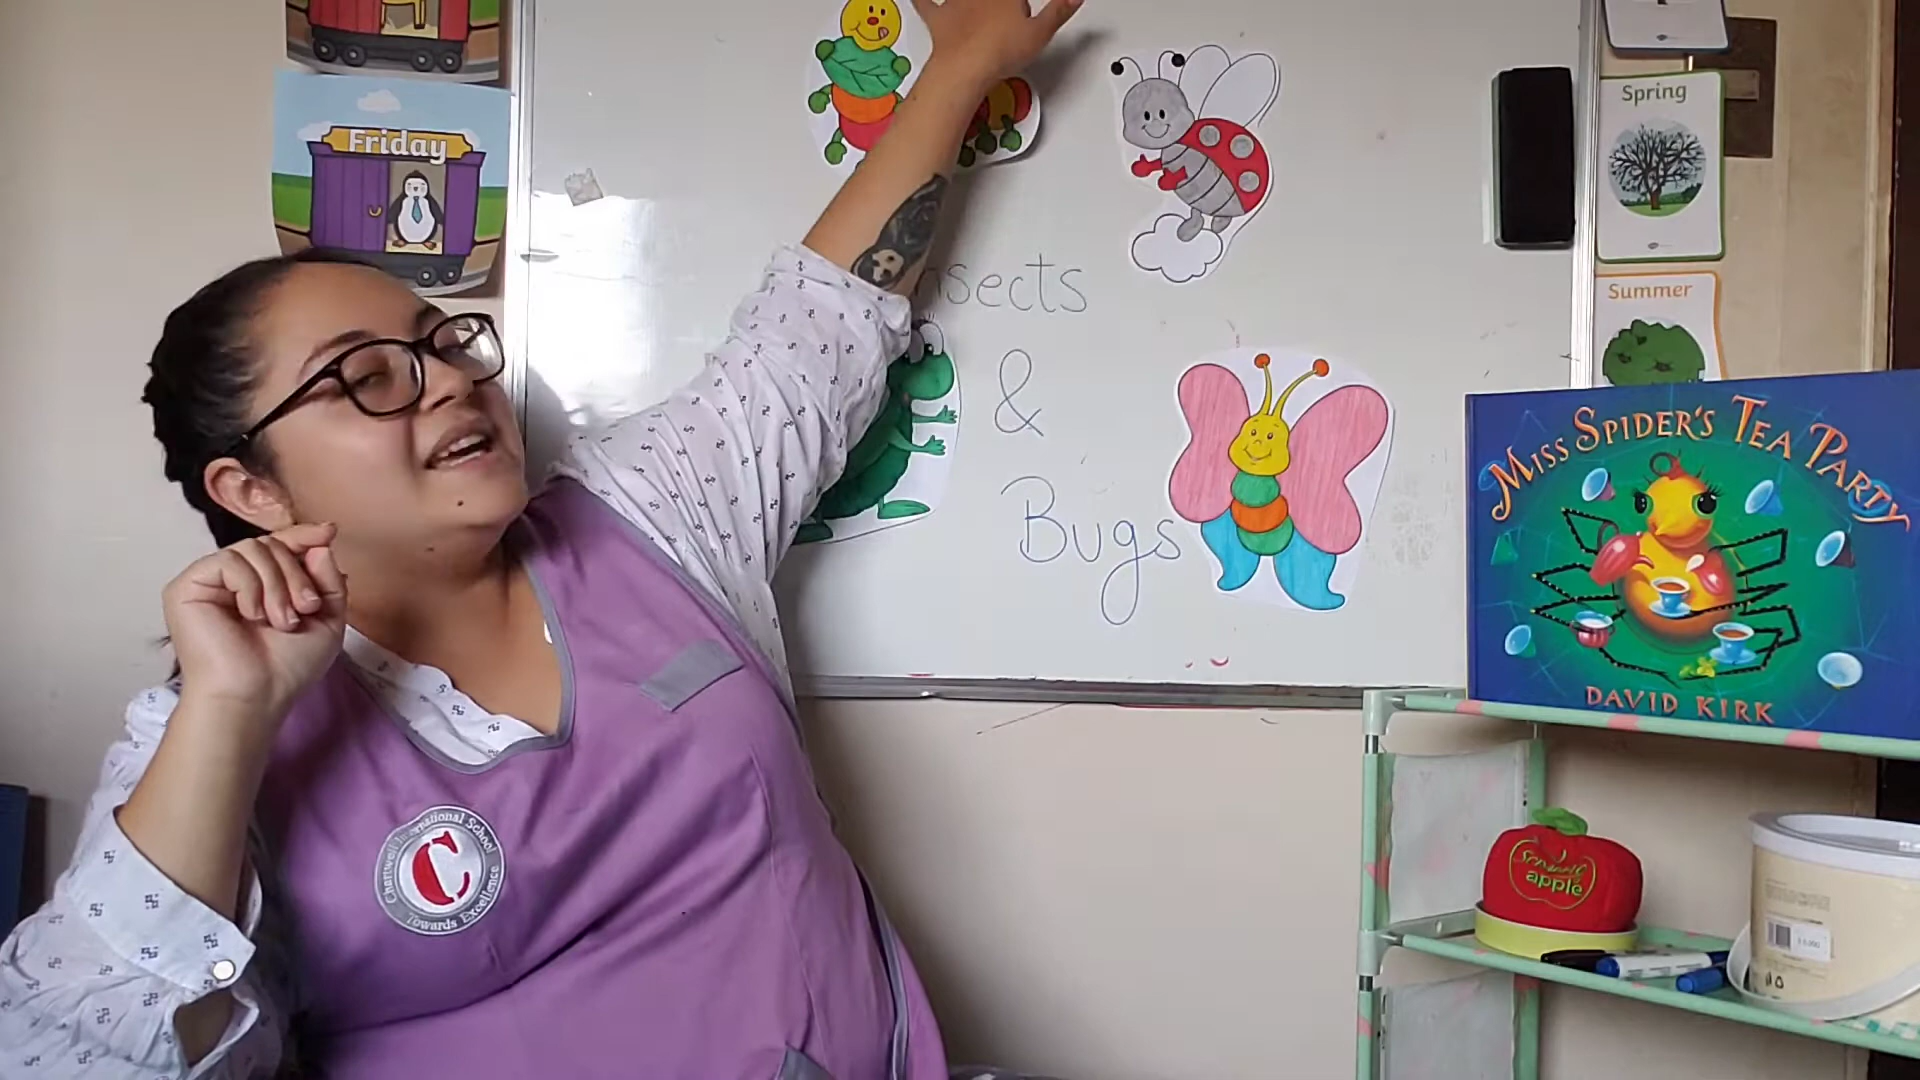 Friday
Spring
Summer
nsects
&
Bugs
MISS SPIDER'S TEA PARTY
DAVID KIRK
Chartwell International School
C
Towards Excellence
apple